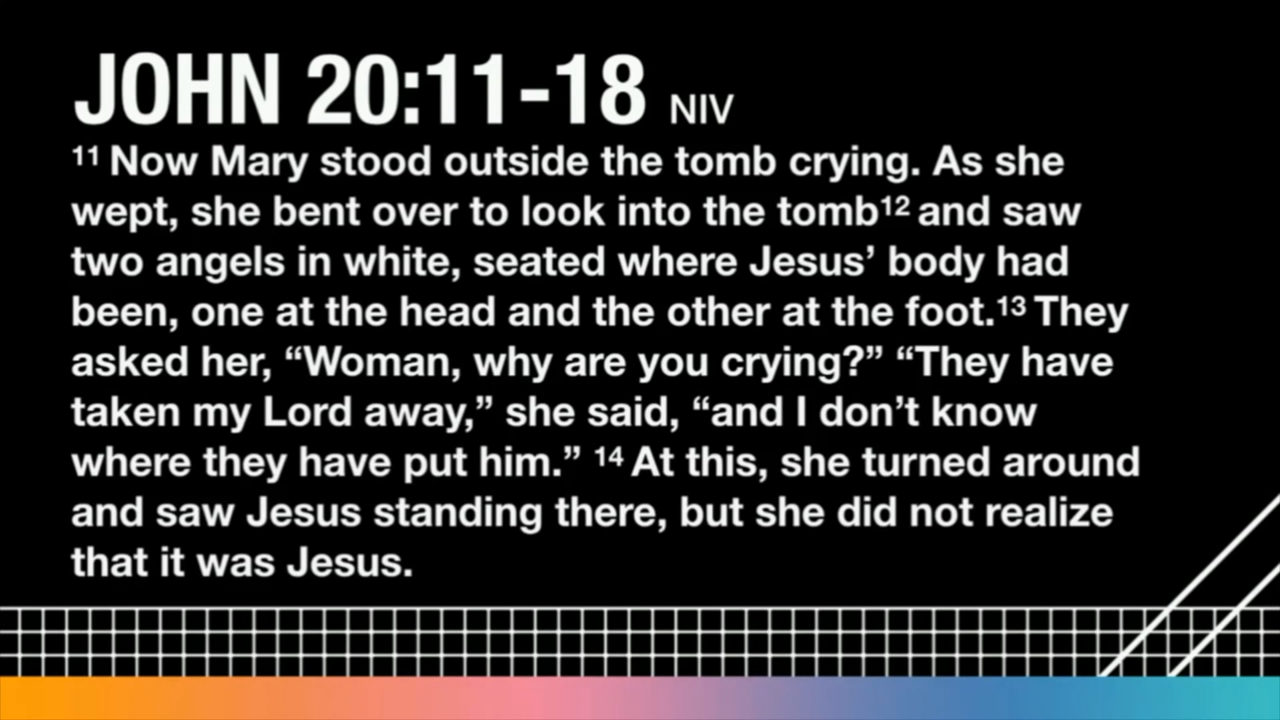 JOHN 20:11-18 NIV
¹¹ Now Mary stood outside the tomb crying. As she
wept, she bent over to look into the tomb¹² and saw
two angels in white, seated where Jesus’ body had
been, one at the head and the other at the foot.¹³ They
asked her, “Woman, why are you crying?” “They have
taken my Lord away,” she said, “and I don’t know
where they have put him.” ¹⁴ At this, she turned around
and saw Jesus standing there, but she did not realize
that it was Jesus.